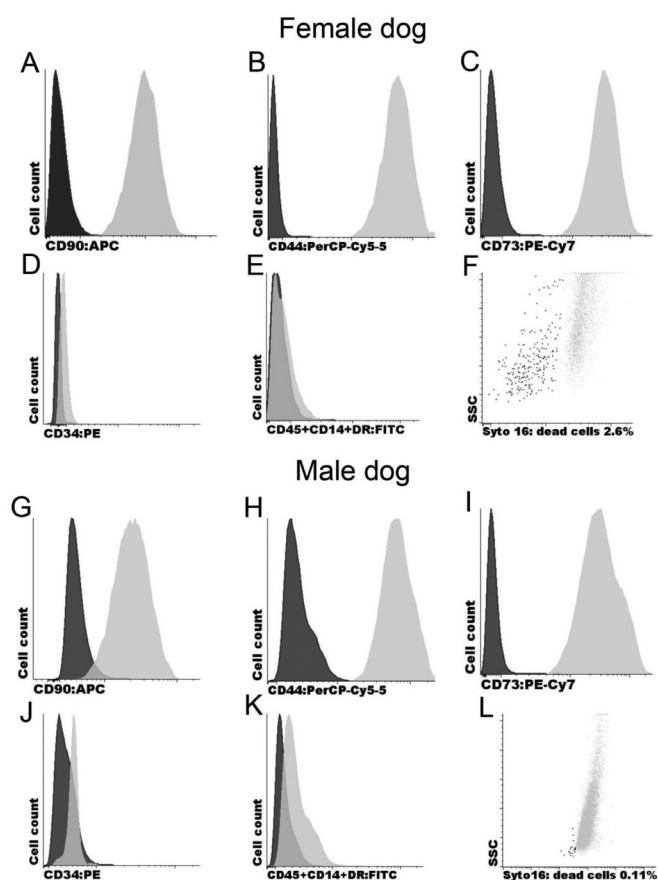 Female dog
A
B
C
Cell count
Cell count
Cell count
CD90:APC
CD44:PerCP-Cy5-5
CD73:PE-Cy7
D
E
F
Cell count
Cell count
SSC
CD34:PE
CD45+CD14+DR:FITC
Syto 16: dead cells 2.6%
Male dog
G
H
I
Cell count
Cell count
Cell count
CD90:APC
CD44:PerCP-Cy5-5
CD73:PE-Cy7
J
K
L
Cell count
Cell count
SSC
CD34:PE
CD45+CD14+DR:FITC
Syto16: dead cells 0.11%